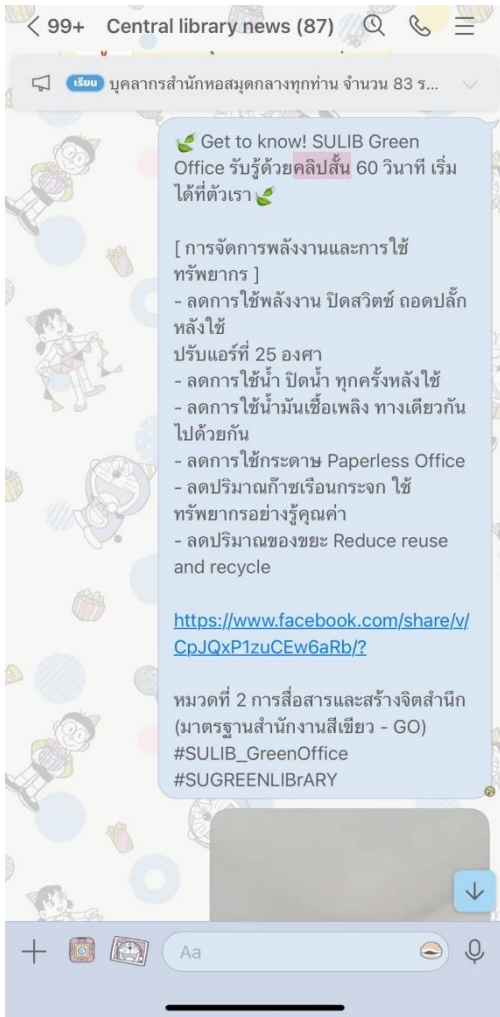 99+ Central library news (87)
เรียน บุคลากรสำนักหอสมุดกลางทุกท่าน จำนวน 83 ร...
Get to know! SULIB Green
Office รับรู้ด้วยคลิปสั้น 60 วินาที เริ่ม
ได้ที่ตัวเรา
[ การจัดการพลังงานและการใช้
ทรัพยากร ]
- ลดการใช้พลังงาน ปิดสวิตซ์ ถอดปลั๊ก
หลังใช้
ปรับแอร์ที่ 25 องศา
- ลดการใช้น้ำ ปิดน้ำ ทุกครั้งหลังใช้
- ลดการใช้น้ำมันเชื้อเพลิง ทางเดียวกัน
ไปด้วยกัน
- ลดการใช้กระดาษ Paperless Office
- ลดปริมาณก๊าซเรือนกระจก ใช้
ทรัพยากรอย่างรู้คุณค่า
- ลดปริมาณของขยะ Reduce reuse
and recycle
https://www.facebook.com/share/v/
CpJQxP1zuCEw6aRb/?
หมวดที่ 2 การสื่อสารและสร้างจิตสำนึก
(มาตรฐานสำนักงานสีเขียว - GO)
#SULIB_GreenOffice
#SUGREENLIBrARY
Aa